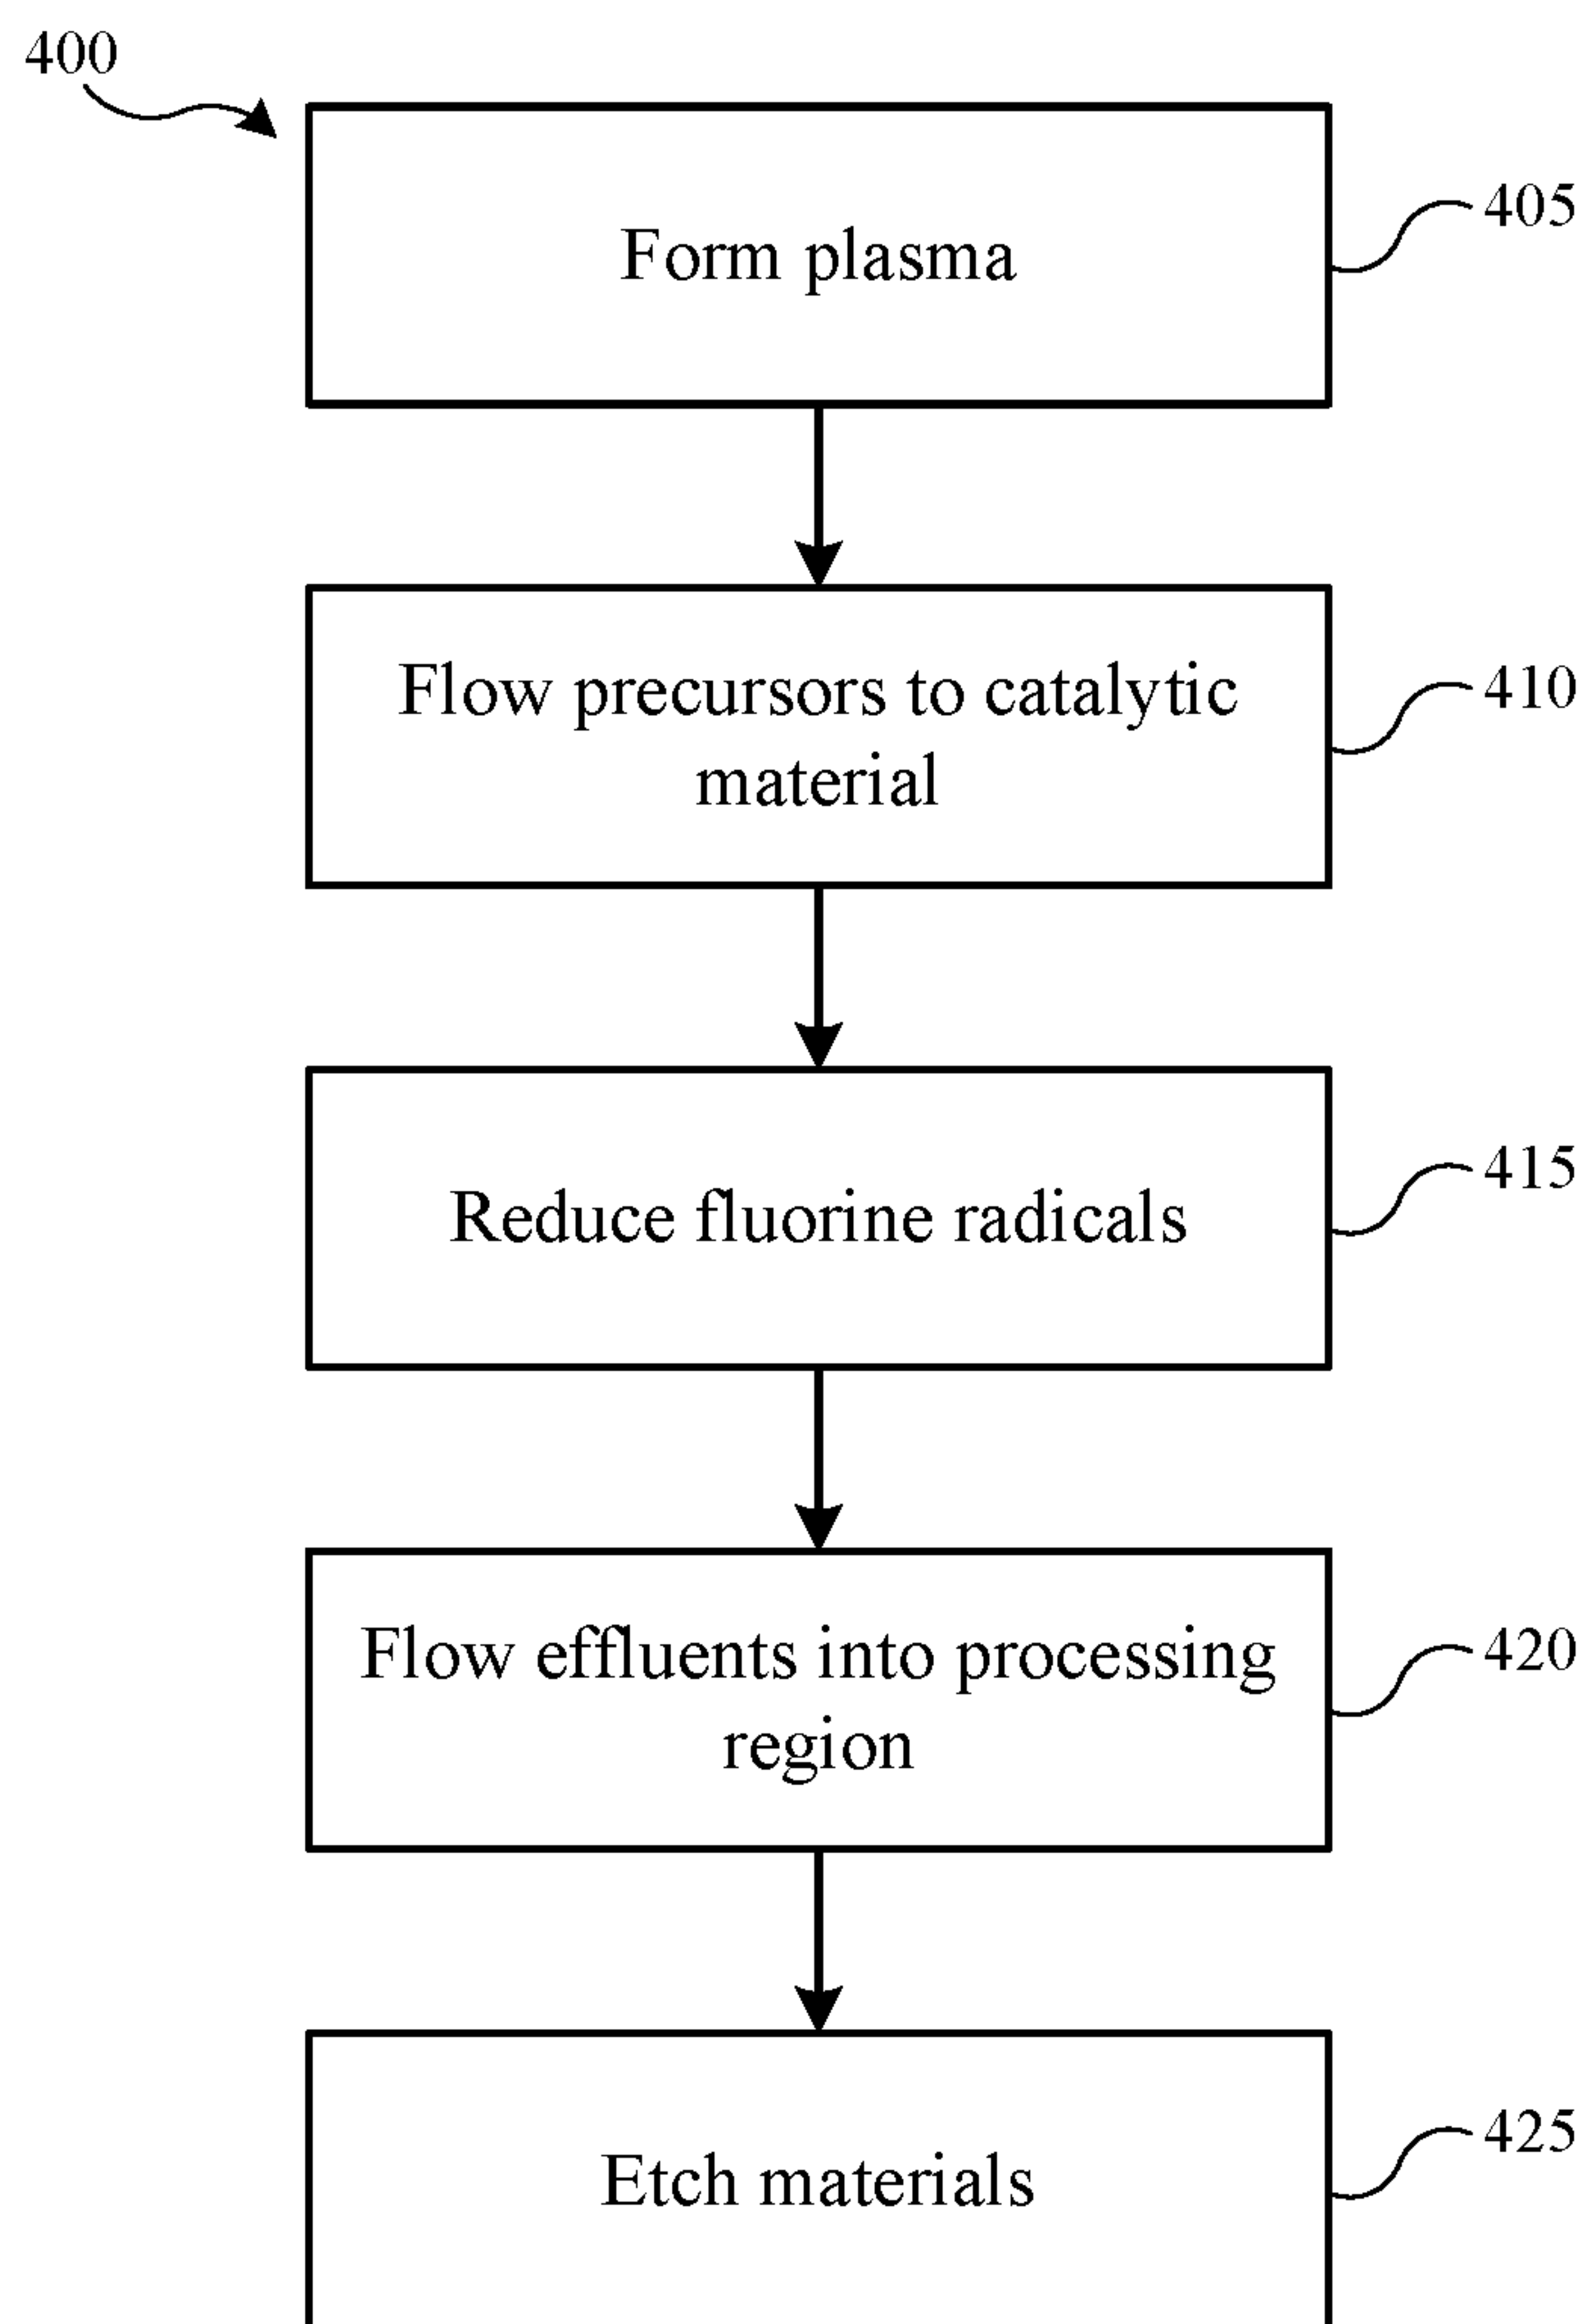 400
Form plasma
405
Flow precursors to catalytic
material
410
Reduce fluorine radicals
415
Flow effluents into processing
region
420
Etch materials
425